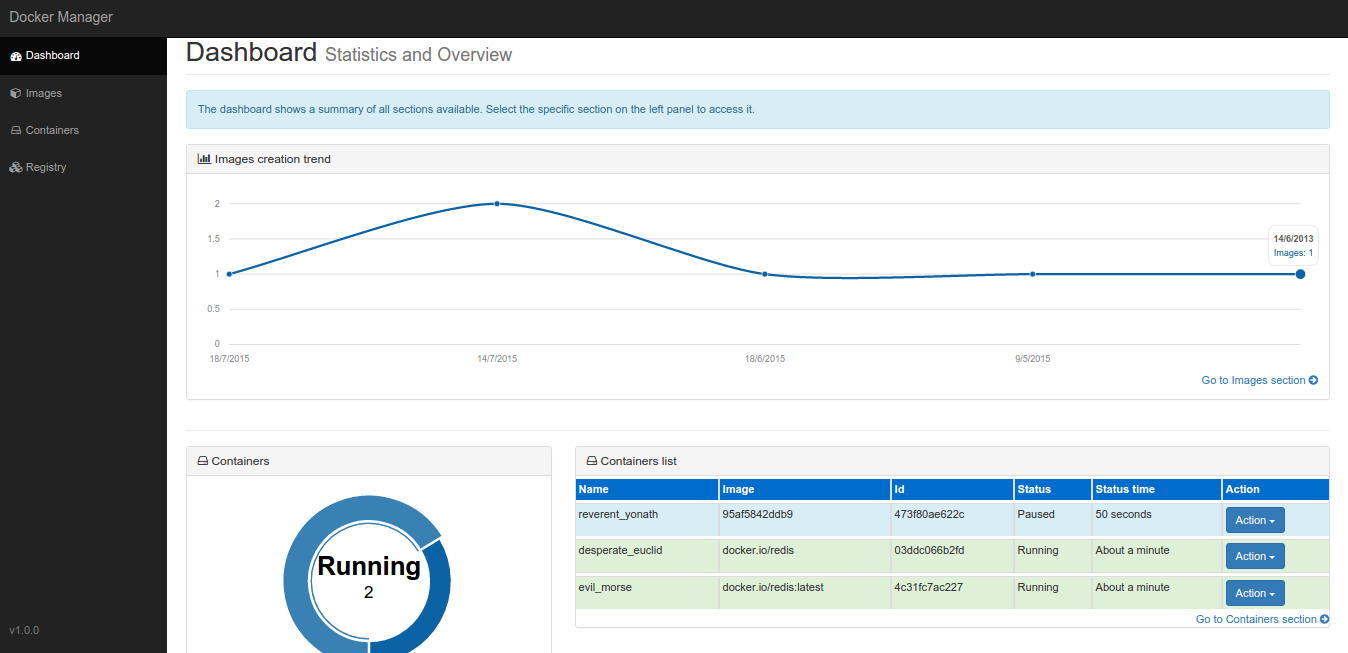 Docker Manager
Dashboard
Images
Containers
Registry
v1.0.0
Dashboard Statistics and Overview
The dashboard shows a summary of all sections available. Select the specific section on the left panel to access it.
Images creation trend
2
1.5
1
0.5
0
14/6/2013
Images: 1
18/7/2015 14/7/2015 18/6/2015 9/5/2015
Go to Images section
Containers
Running
2
Containers list
Name Image Id Status Status time Action
reverent_yonath 95af5842ddb9 473f80ae622c Paused 50 seconds Action
desperate_euclid docker.io/redis 03ddc066b2fd Running About a minute Action
evil_morse docker.io/redis:latest 4c31fc7ac227 Running About a minute Action
Go to Containers section